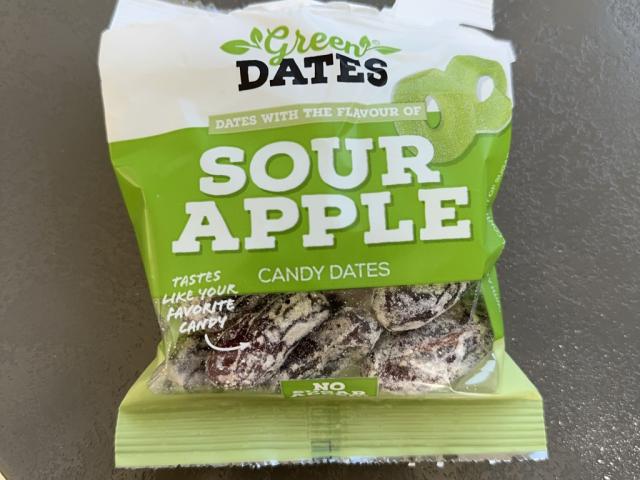 Green
DATES
DATES WITH THE FLAVOUR OF
SOUR
APPLE
CANDY DATES
TASTES
LIKE YOUR
FAVORITE
CANDY
NO